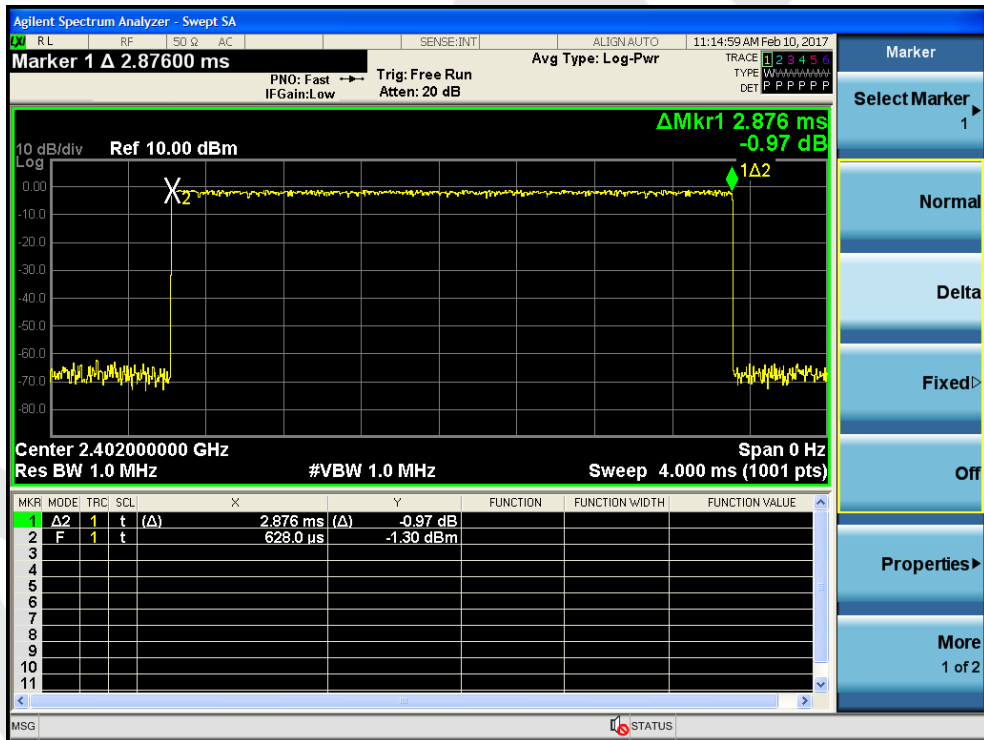 Agilent Spectrum Analyzer - Swept SA
LXI RL RF 50 Ω AC SENSE:INT ALIGN AUTO 11:14:59 AM Feb 10, 2017
Marker 1 Δ 2.87600 ms
PNO: Fast
IFGain:Low
Trig: Free Run
Atten: 20 dB
Avg Type: Log-Pwr
TRACE 1 2 3 4 5 6
TYPE WWWWWW
DET P P P P P P
ΔMkr1 2.876 ms
-0.97 dB
10 dB/div Ref 10.00 dBm
Log
1Δ2
0.00
2
-10.0
-20.0
-30.0
-40.0
-50.0
-60.0
-70.0
-80.0
Center 2.402000000 GHz Span 0 Hz
Res BW 1.0 MHz #VBW 1.0 MHz Sweep 4.000 ms (1001 pts)
MKR MODE TRC SCL X Y FUNCTION FUNCTION WIDTH FUNCTION VALUE
1 Δ2 1 t (Δ) 2.876 ms (Δ) -0.97 dB
2 F 1 t 628.0 µs -1.30 dBm
3
4
5
6
7
8
9
10
11
MSG STATUS
Marker
Select Marker
1
Normal
Delta
Fixed
Off
Properties
More
1 of 2